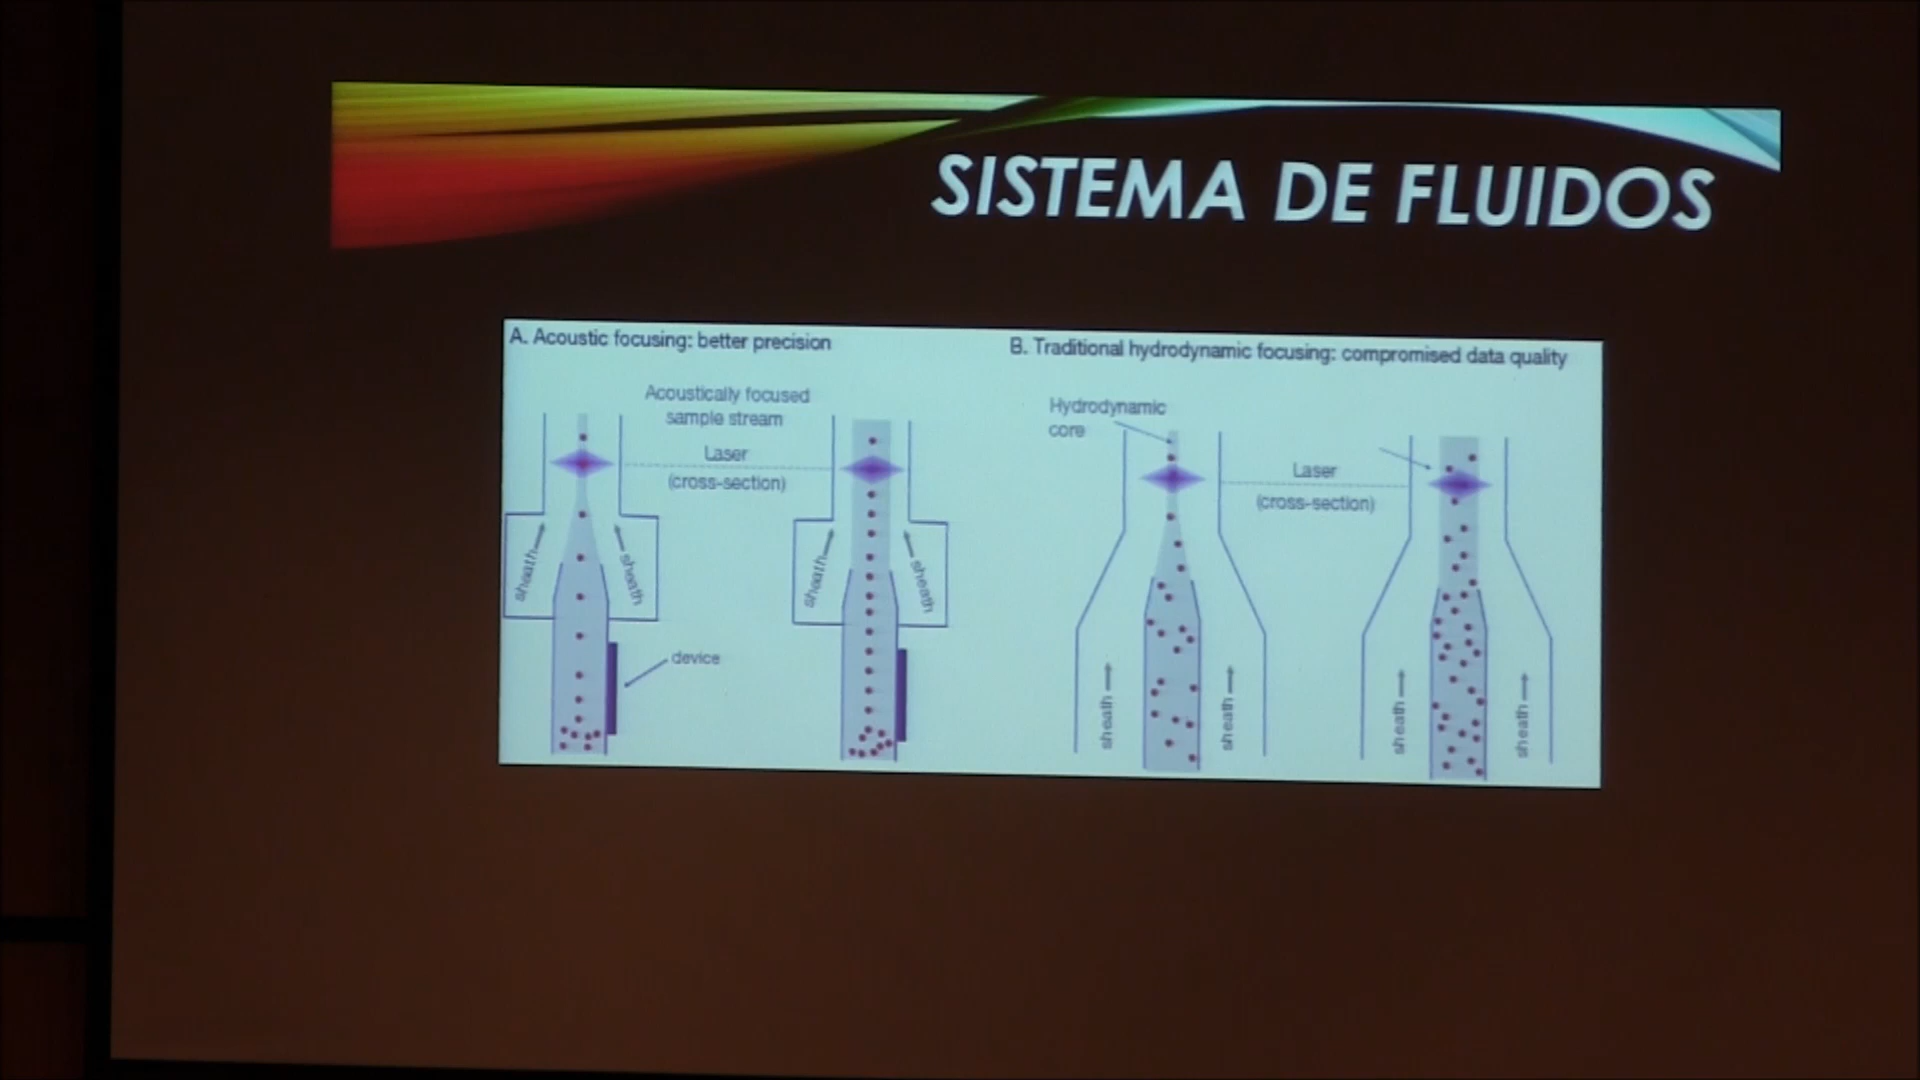 SISTEMA DE FLUIDOS
A. Acoustic focusing: better precision
Acoustically focused
sample stream
Laser
(cross-section)
sheath
sheath
sheath
sheath
device
B. Traditional hydrodynamic focusing: compromised data quality
Hydrodynamic
core
Laser
(cross-section)
sheath
sheath
sheath
sheath